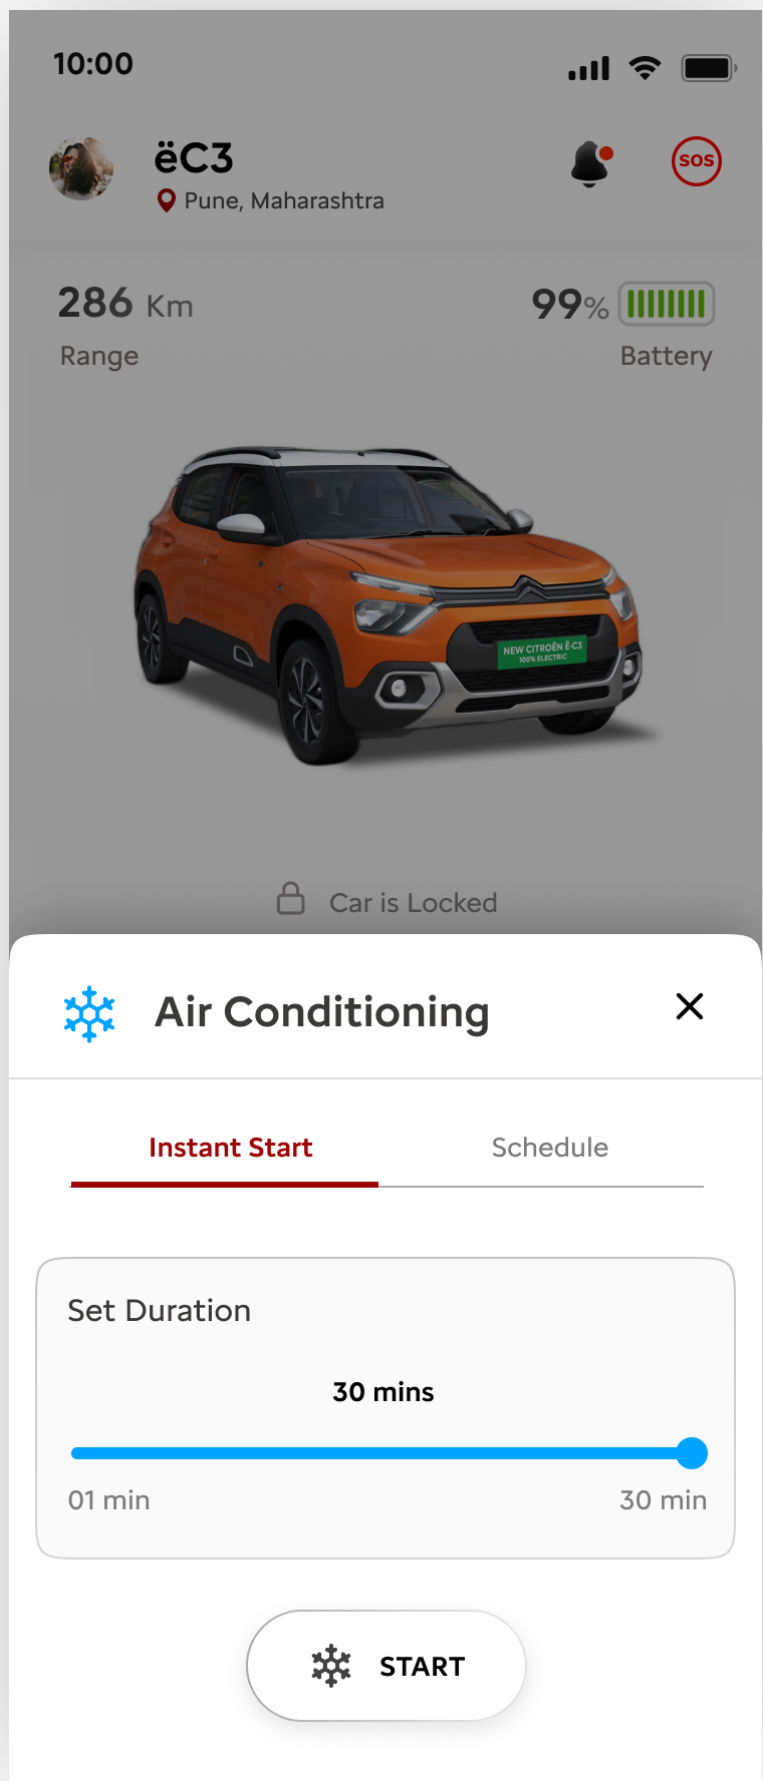 10:00
ëC3
SOS
Pune, Maharashtra
286 Km
99%
Range
Battery
NEW CITROËN Ë-C3
100% ELECTRIC
Car is Locked
Air Conditioning
Instant Start
Schedule
Set Duration
30 mins
01 min
30 min
START